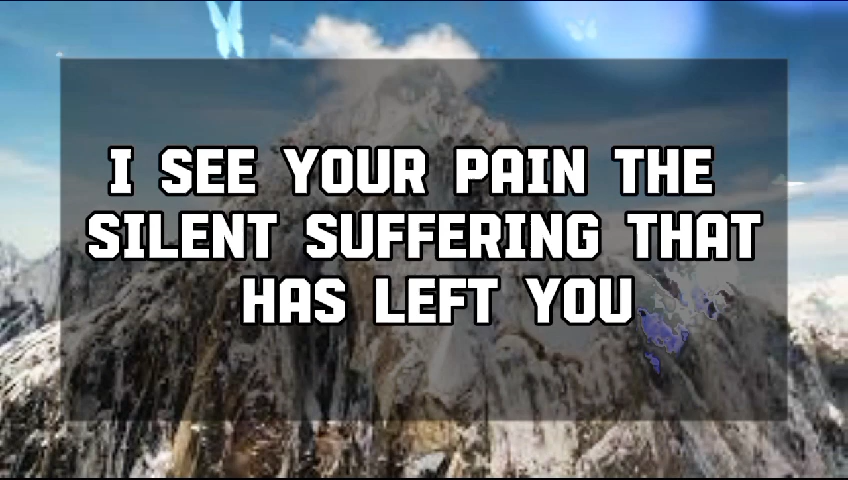 I SEE YOUR PAIN THE
SILENT SUFFERING THAT
HAS LEFT YOU